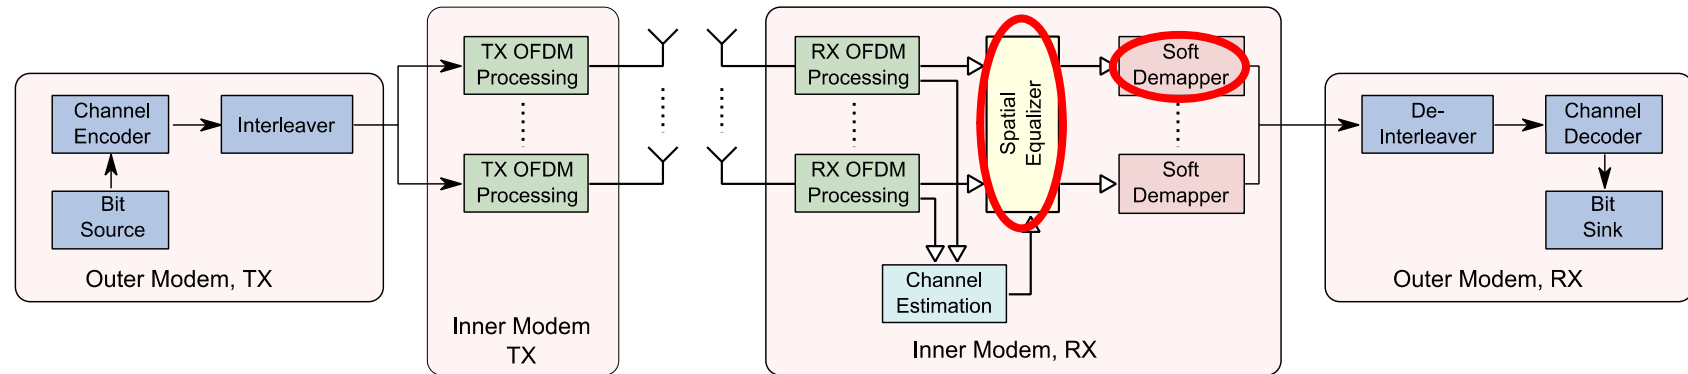 Channel
Encoder
Interleaver
Bit
Source
Outer Modem, TX
TX OFDM
Processing
TX OFDM
Processing
Inner Modem
TX
RX OFDM
Processing
RX OFDM
Processing
Spatial
Equalizer
Channel
Estimation
Soft
Demapper
Soft
Demapper
Inner Modem, RX
De-
Interleaver
Channel
Decoder
Bit
Sink
Outer Modem, RX